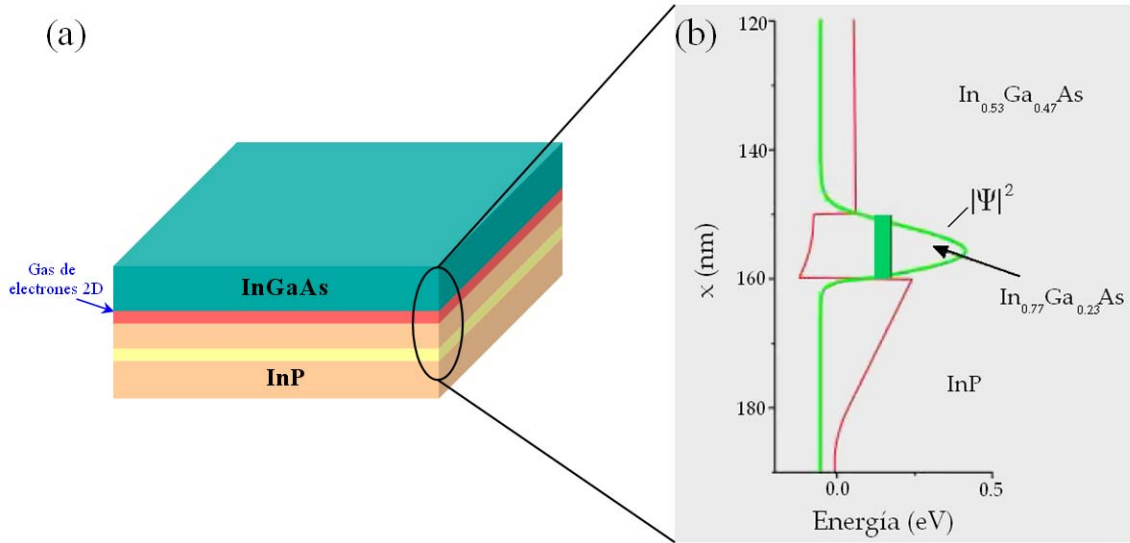 (a)
Gas de
electrones 2D
InGaAs
InP
(b)
120
140
160
180
x (nm)
In0.53Ga0.47As
|Ψ|2
In0.77Ga0.23As
InP
0.0
0.5
Energía (eV)